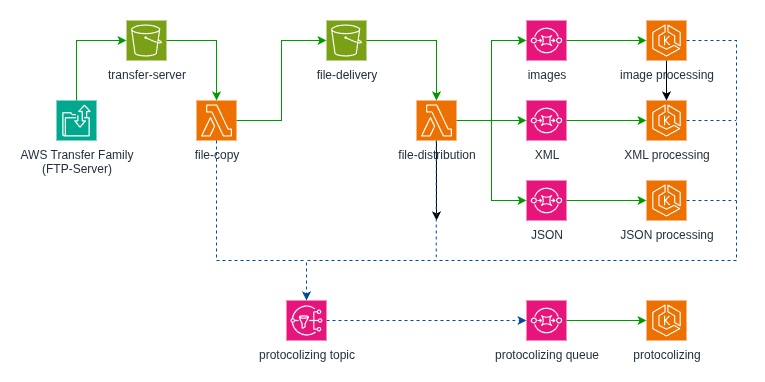 transfer-server
file-delivery
images
image processing
AWS Transfer Family
(FTP-Server)
file-copy
file-distribution
XML
XML processing
JSON
JSON processing
protocolizing topic
protocolizing queue
protocolizing